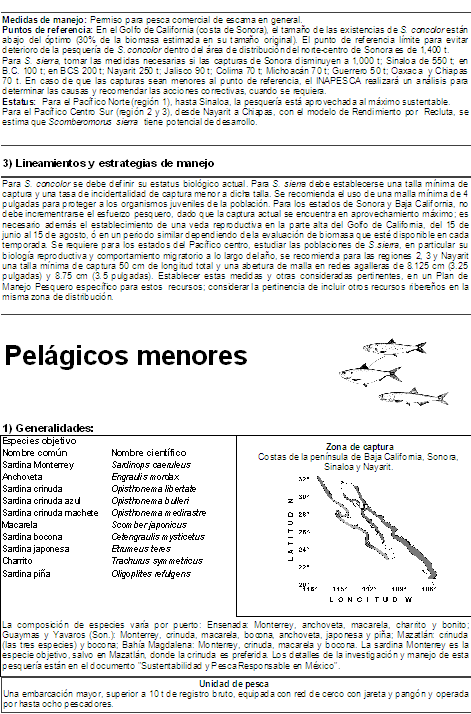 Medidas de manejo: Permiso para pesca comercial de escama en general.
Puntos de referencia: En el Golfo de California (costa de Sonora), el tamaño de las existencias de S. concolor están
abajo del óptimo (30% de la biomasa estimada en su tamaño original). El punto de referencia límite para evitar
deterioro de la pesquería de S. concolor dentro del área de distribución del norte-centro de Sonora es de 1,400 t.
Para S. sierra, tomar las medidas necesarias si las capturas de Sonora disminuyen a 1,000 t; Sinaloa de 550 t; en
B.C. 100 t; en BCS 200 t; Nayarit 250 t; Jalisco 90 t; Colima 70 t; Michoacán 70 t; Guerrero 50 t; Oaxaca y Chiapas
70 t. En caso de que las capturas sean menores al punto de referencia, el INAPESCA realizará un análisis para
determinar las causas y recomendar las acciones correctivas, cuando se requiera.
Estatus: Para el Pacífico Norte (región 1), hasta Sinaloa, la pesquería está aprovechada al máximo sustentable.
Para el Pacífico Centro Sur (región 2 y 3), desde Nayarit a Chiapas, con el modelo de Rendimiento por Recluta, se
estima que Scomberomorus. sierra tiene potencial de desarrollo.
3) Lineamientos y estrategias de manejo
Para S. concolor se debe definir su estatus biológico actual. Para S. sierra debe establecerse una talla mínima de
captura y una tasa de incidentalidad de captura menor a dicha talla. Se recomienda el uso de una malla mínima de 4
pulgadas para proteger a los organismos juveniles de la población. Para los estados de Sonora y Baja California, no
debe incrementarse el esfuerzo pesquero, dado que la captura actual se encuentra en aprovechamiento máximo; es
necesario además el establecimiento de una veda reproductiva en la parte alta del Golfo de California, del 15 de
junio al 15 de agosto, ó en un periodo similar dependiendo de la evaluación de biomasa que esté disponible en cada
temporada. Se requiere para los estados del Pacífico centro, estudiar las poblaciones de S.sierra, en particular su
biología reproductiva y comportamiento migratorio a lo largo del año, se recomienda para las regiones 2, 3 y Nayarit
una talla mínima de captura 50 cm de longitud total y una abertura de malla en redes agalleras de 8.125 cm (3.25
pulgadas) y 8.75 cm (3.5 pulgadas). Establecer estas medidas y otras consideradas pertinentes, en un Plan de
Manejo Pesquero específico para estos recursos; considerar la pertinencia de incluir otros recursos ribereños en la
misma zona de distribución.
Pelágicos menores
1) Generalidades:
Especies objetivo
Nombre común Nombre científico
Sardina Monterrey Sardinops caeruleus
Anchoveta Engraulis mordax
Sardina crinuda Opisthonema libertate
Sardina crinuda azul Opisthonema bulleri
Sardina crinuda machete Opisthonema medirastre
Macarela Scomber japonicus
Sardina bocona Cetengraulis mysticetus
Sardina japonesa Etrumeus teres
Charrito Trachurus symmetricus
Sardina piña Oligoplites refulgens
Zona de captura
Costas de la península de Baja California, Sonora,
Sinaloa y Nayarit.
32°
30°
28°
26°
24°
22°
20°
LATITUD N
118° 115° 112° 109° 106°
LONGITUD W
La composición de especies varía por puerto: Ensenada: Monterrey, anchoveta, macarela, charrito y bonito;
Guaymas y Yavaros (Son.): Monterrey, crinuda, macarela, bocona, anchoveta, japonesa y piña; Mazatlán: crinuda
(las tres especies) y bocona; Bahía Magdalena: Monterrey, crinuda, macarela y bocona. La sardina Monterrey es la
especie objetivo, salvo en Mazatlán, donde la crinuda es preferida. Los detalles de la investigación y manejo de esta
pesquería están en el documento "Sustentabilidad y Pesca Responsable en México".
Unidad de pesca
Una embarcación mayor, superior a 10 t de registro bruto, equipada con red de cerco con jareta y pangón y operada
por hasta ocho pescadores.